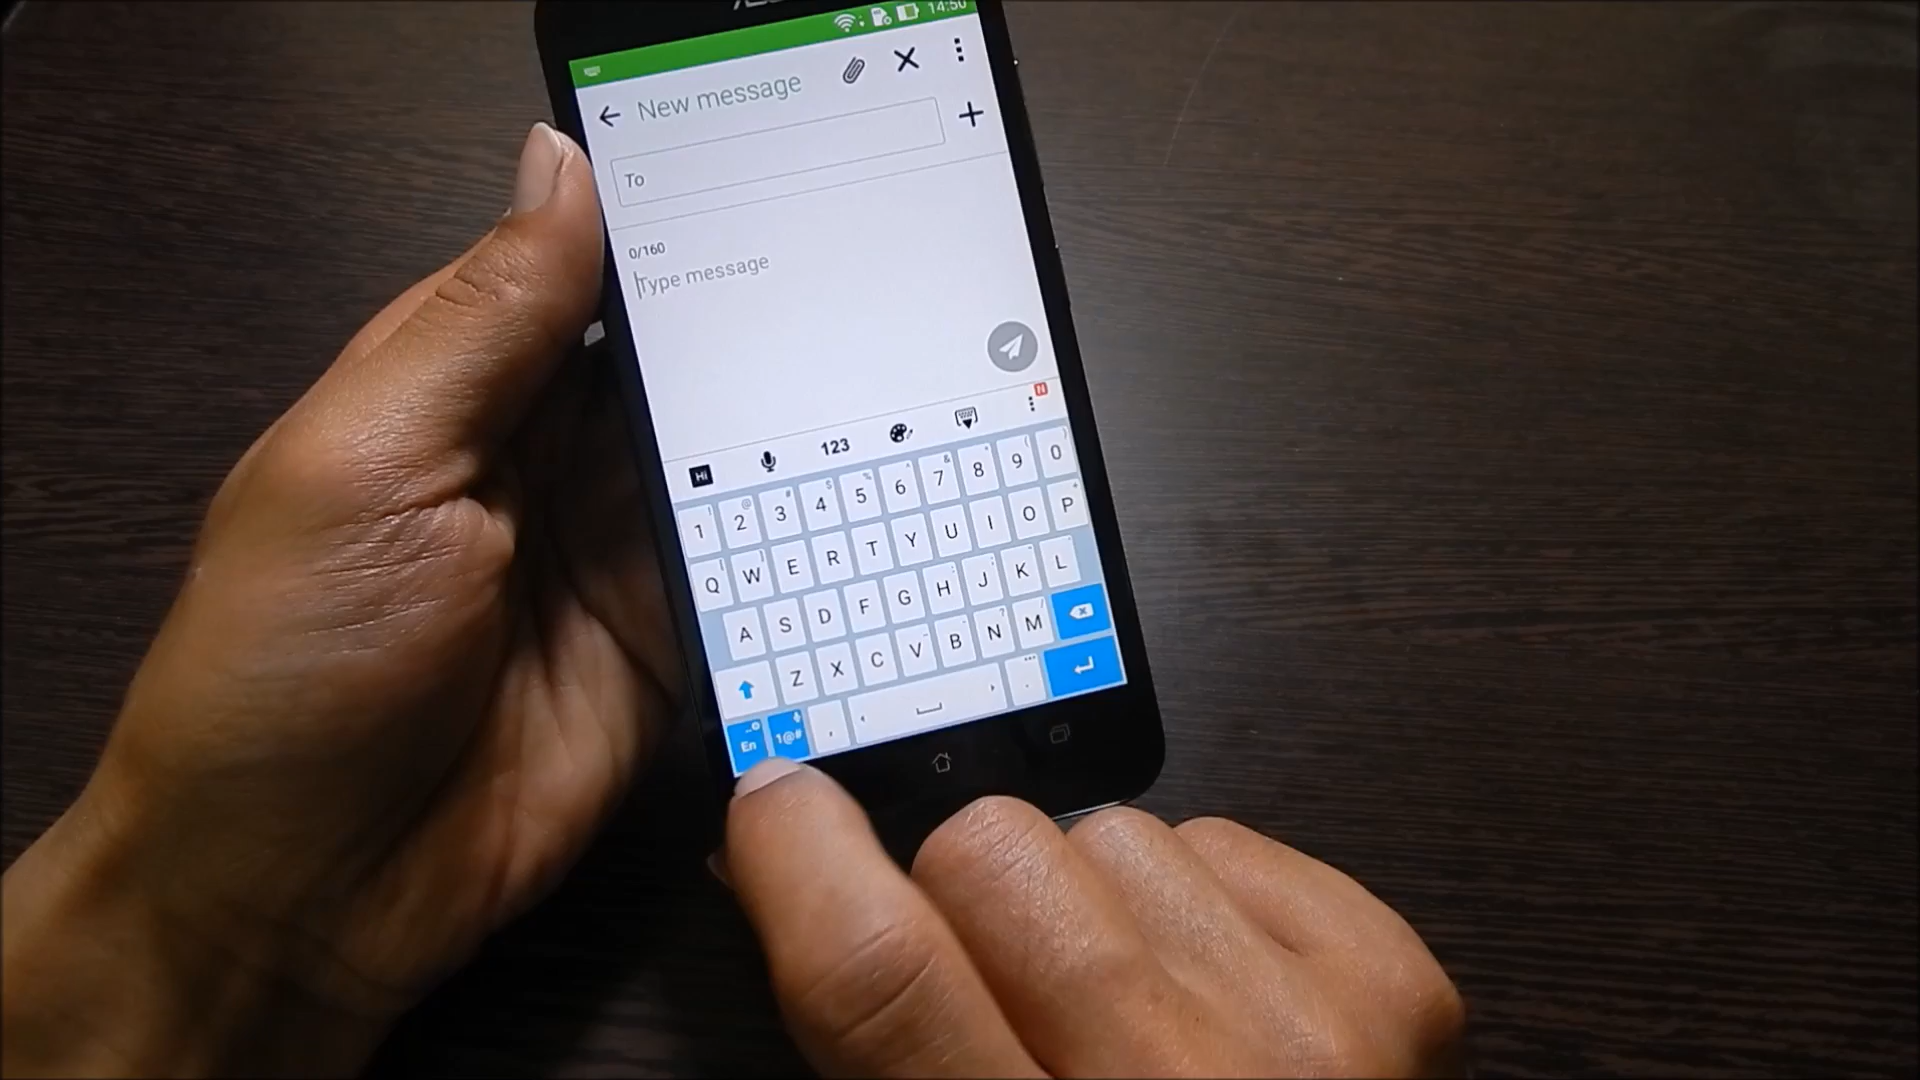 14:50
New message
To
0/160
Type message
Hi 123 N
1 2 3 4 5 6 7 8 9 0
Q W E R T Y U I O P
A S D F G H J K L
Z X C V B N M
En 1@# , .